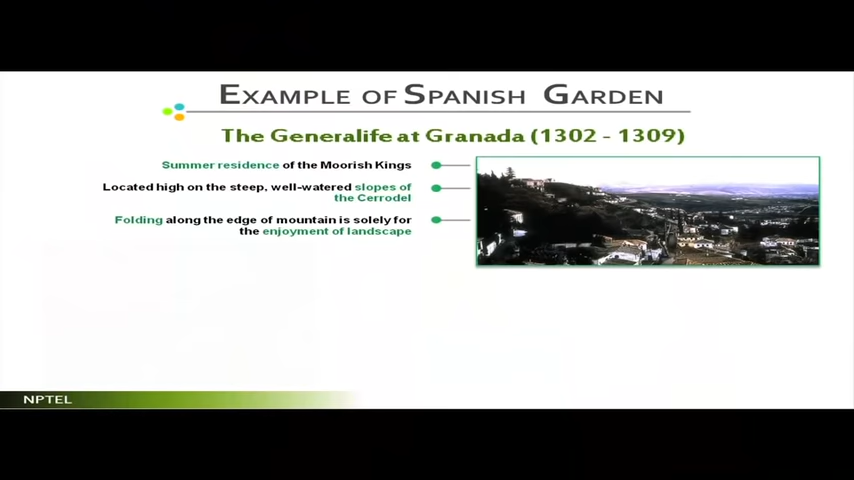 EXAMPLE OF SPANISH GARDEN
The Generalife at Granada (1302 - 1309)
Summer residence of the Moorish Kings
Located high on the steep, well-watered slopes of
the Cerrodel
Folding along the edge of mountain is solely for
the enjoyment of landscape
NPTEL